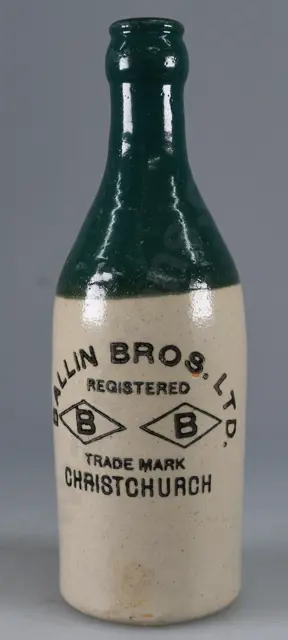 BALLIN BROS. LTD.
REGISTERED
B B
TRADE MARK
CHRISTCHURCH